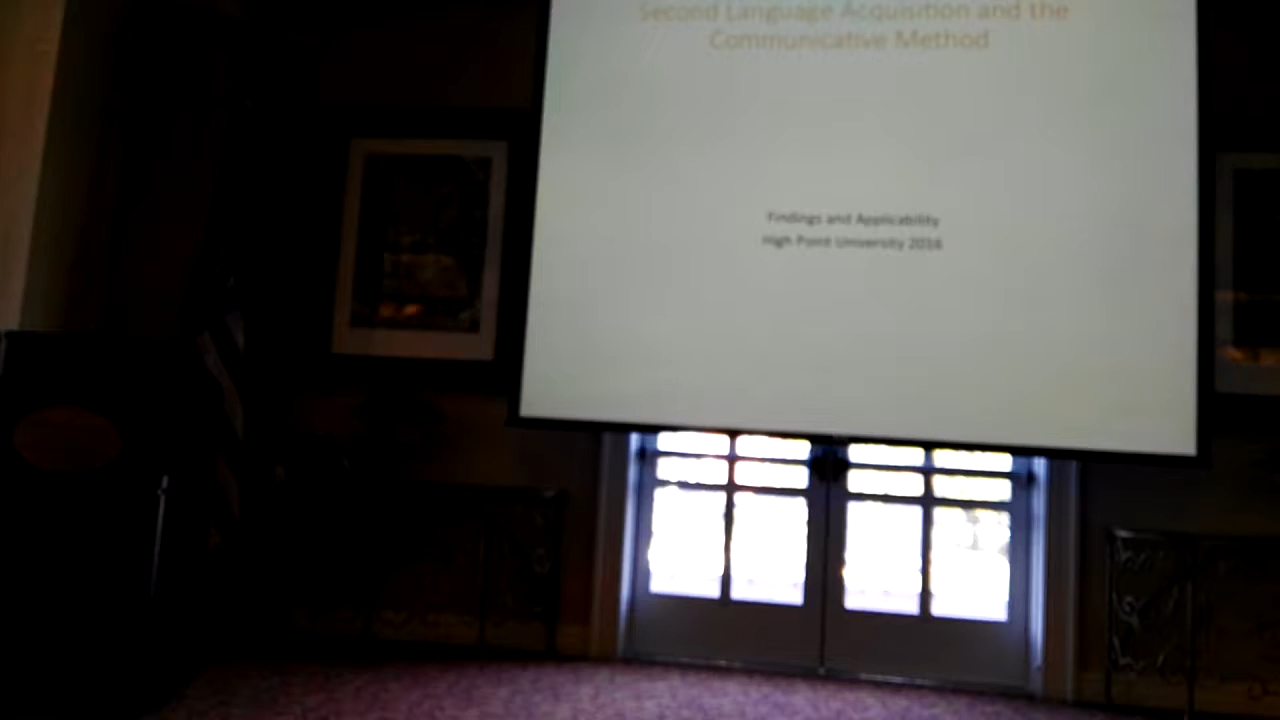 Second Language Acquisition and the
Communicative Method
Findings and Applicability
High Point University 2016